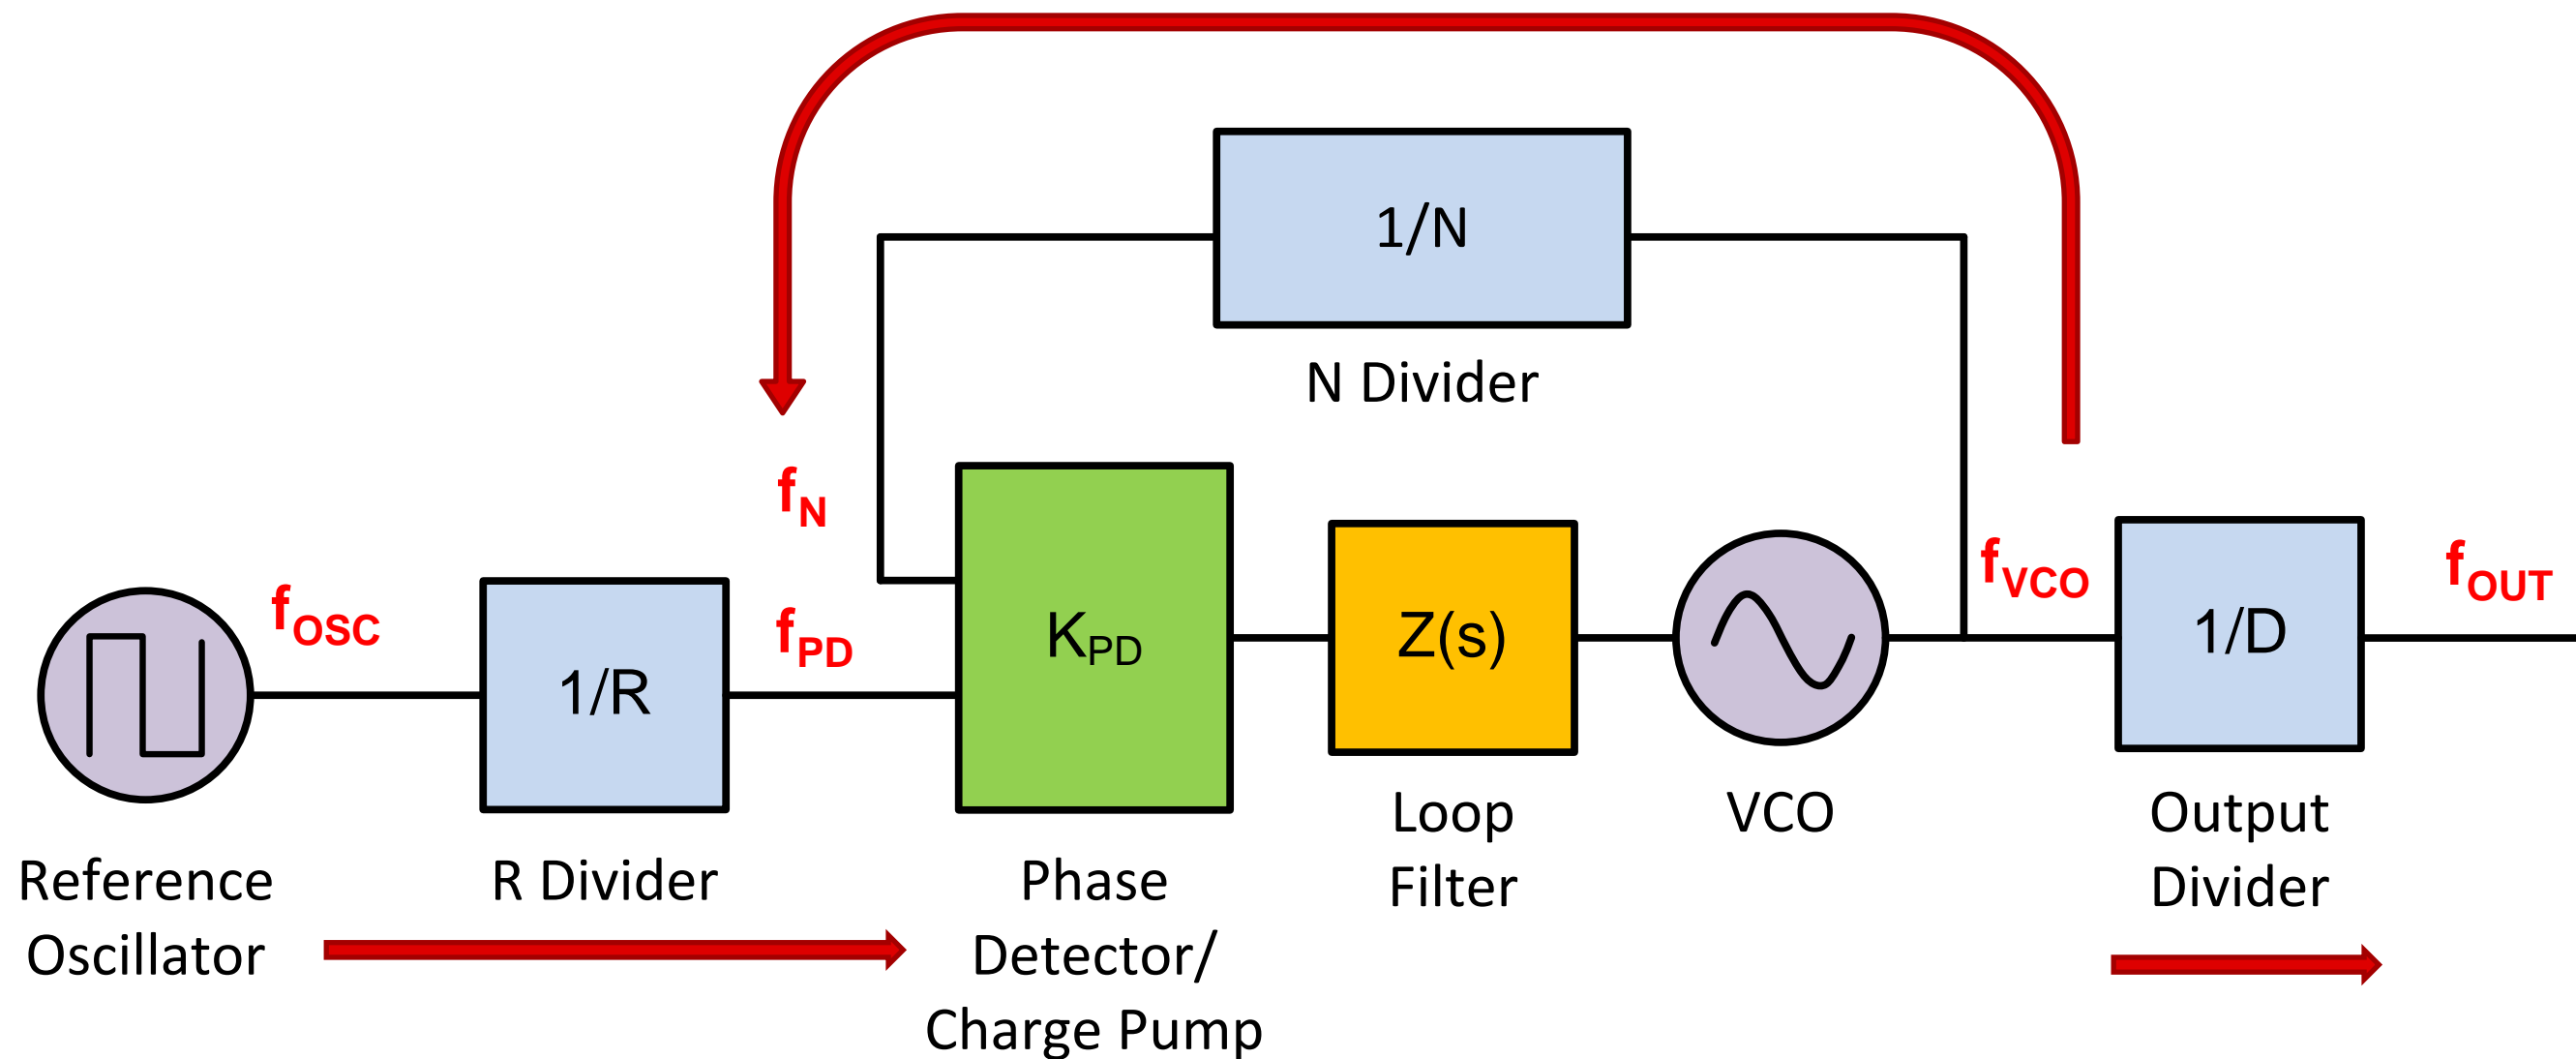 1/N
N Divider
fN
fVCO
fOUT
fOSC
fPD
1/R
KPD
Z(s)
1/D
Reference
Oscillator
R Divider
Phase
Detector/
Charge Pump
Loop
Filter
VCO
Output
Divider